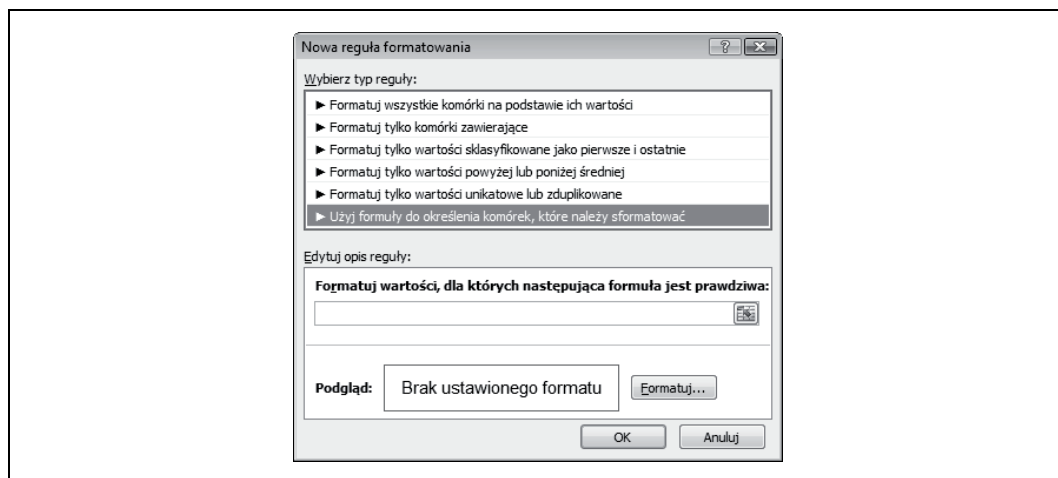 Nowa reguła formatowania
Wybierz typ reguły:
► Formatuj wszystkie komórki na podstawie ich wartości
► Formatuj tylko komórki zawierające
► Formatuj tylko wartości sklasyfikowane jako pierwsze i ostatnie
► Formatuj tylko wartości powyżej lub poniżej średniej
► Formatuj tylko wartości unikatowe lub zduplikowane
► Użyj formuły do określenia komórek, które należy sformatować
Edytuj opis reguły:
Formatuj wartości, dla których następująca formuła jest prawdziwa:
Podgląd: Brak ustawionego formatu Formatuj...
OK Anuluj